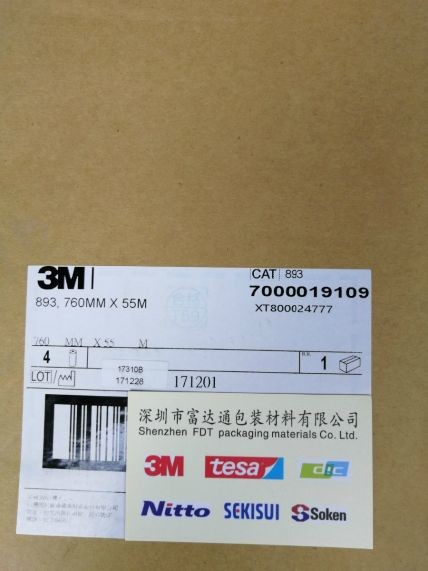 3M
CAT 893
893, 760MM X 55M
7000019109
XT800024777
760 MM X 55 M
4
1
LOT
173108
171228
171201
深圳市富达通包装材料有限公司
Shenzhen FDT packaging materials Co. Ltd.
3M tesa dic
Nitto SEKISUI Soken